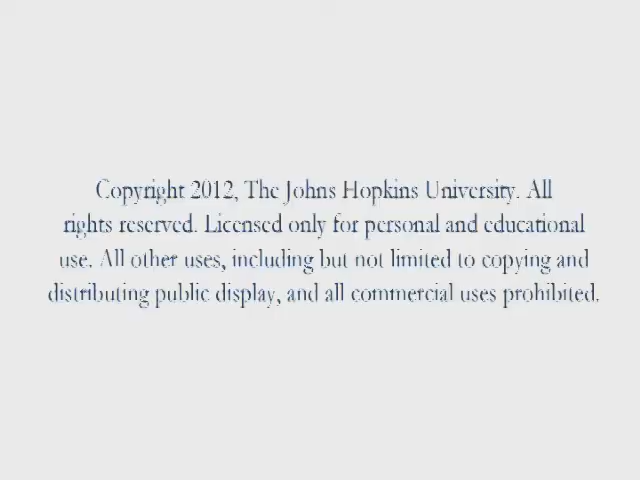 Copyright 2012, The Johns Hopkins University. All
rights reserved. Licensed only for personal and educational
use. All other uses, including but not limited to copying and
distributing public display, and all commercial uses prohibited.